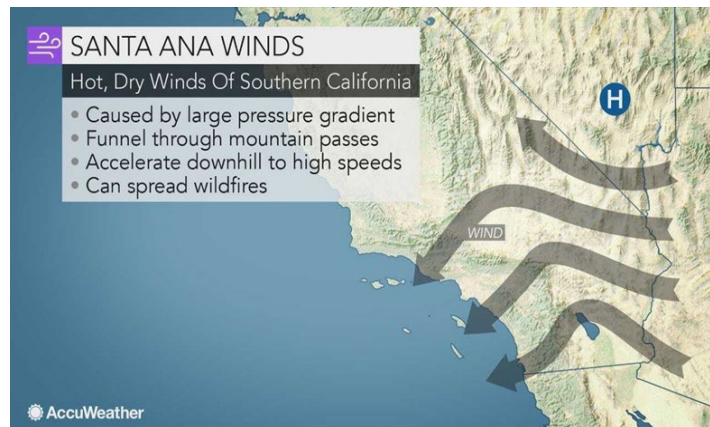 SANTA ANA WINDS
Hot, Dry Winds Of Southern California
• Caused by large pressure gradient
• Funnel through mountain passes
• Accelerate downhill to high speeds
• Can spread wildfires
H
WIND
AccuWeather